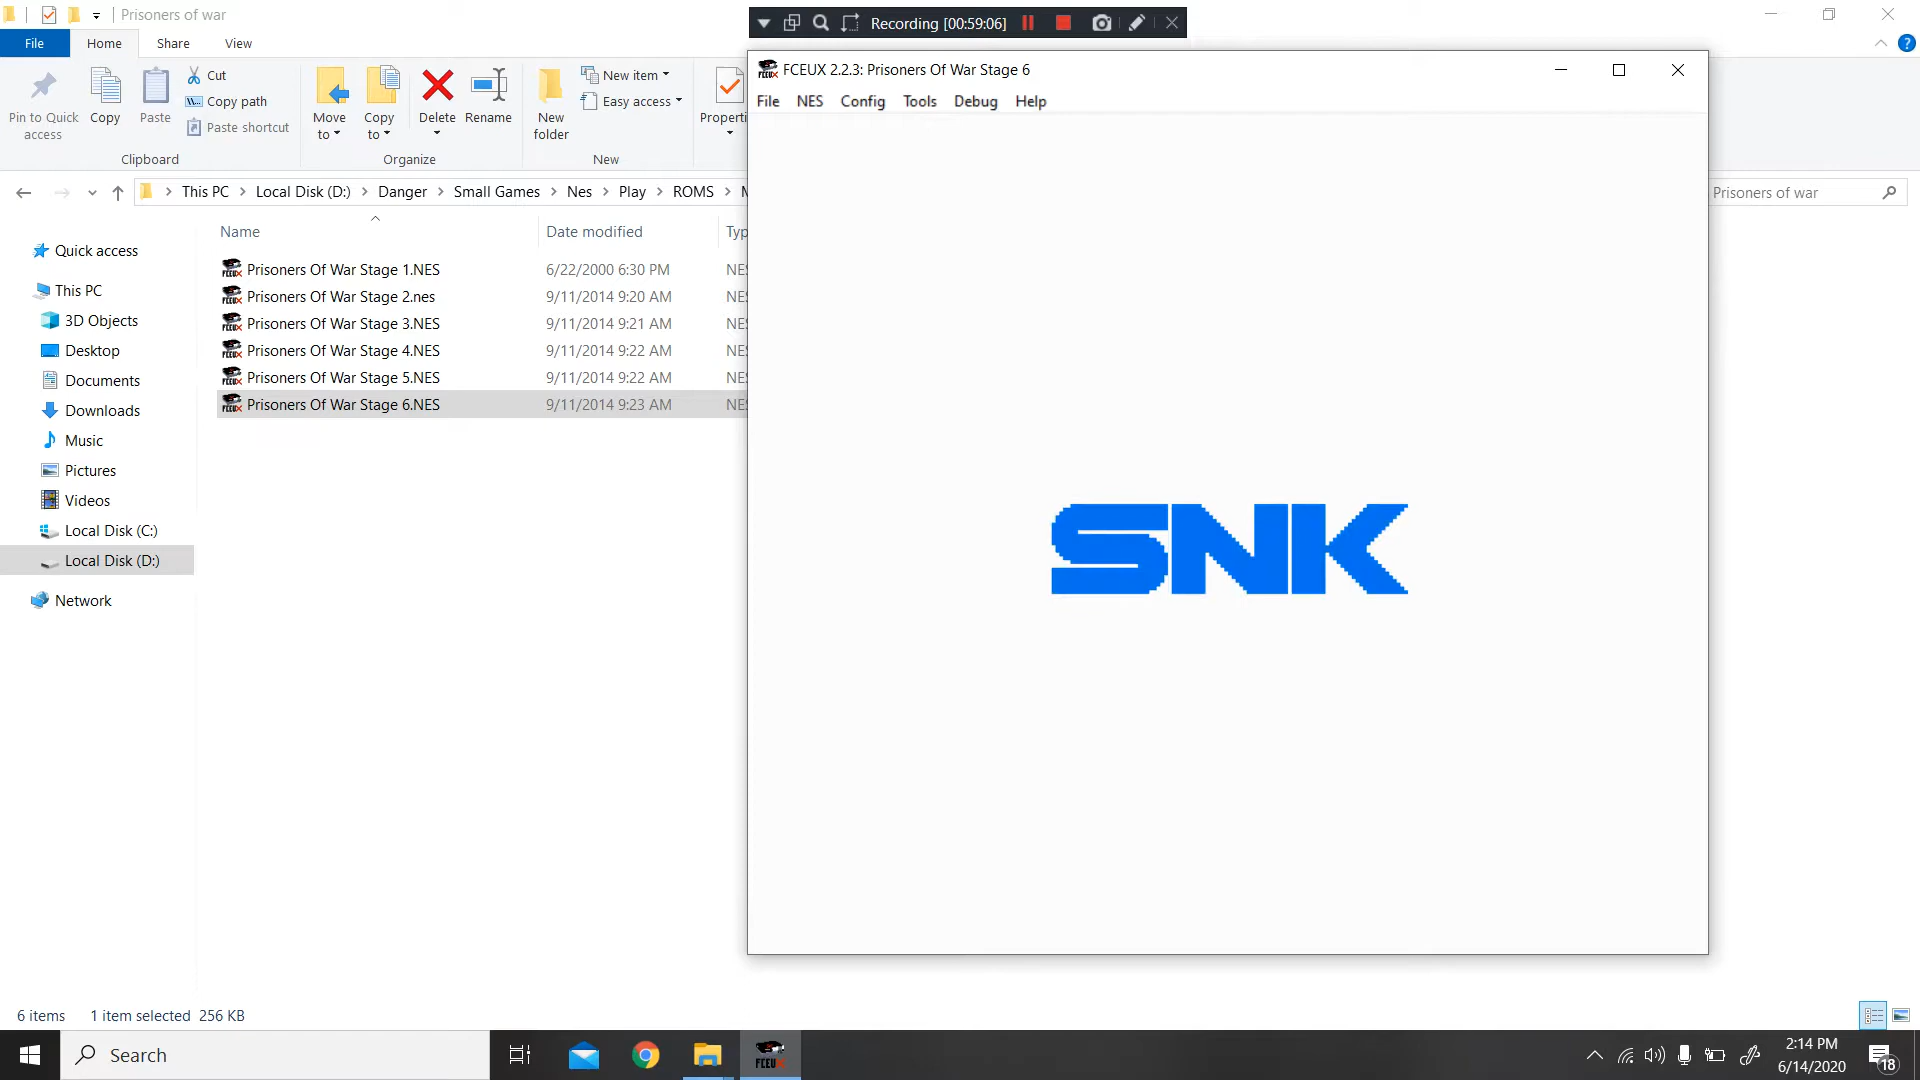 Prisoners of war
Recording [00:59:06]
File
Home
Share
View
FCEUX 2.2.3: Prisoners Of War Stage 6
File NES Config Tools Debug Help
Pin to Quick access
Copy
Paste
Cut
Copy path
Paste shortcut
Clipboard
Move to
Copy to
Delete
Rename
Organize
New folder
New item
Easy access
New
Properti
This PC > Local Disk (D:) > Danger > Small Games > Nes > Play > ROMS > M
Prisoners of war
Name
Date modified
Typ
Prisoners Of War Stage 1.NES 6/22/2000 6:30 PM NES
Prisoners Of War Stage 2.nes 9/11/2014 9:20 AM NES
Prisoners Of War Stage 3.NES 9/11/2014 9:21 AM NES
Prisoners Of War Stage 4.NES 9/11/2014 9:22 AM NES
Prisoners Of War Stage 5.NES 9/11/2014 9:22 AM NES
Prisoners Of War Stage 6.NES 9/11/2014 9:23 AM NES
Quick access
This PC
3D Objects
Desktop
Documents
Downloads
Music
Pictures
Videos
Local Disk (C:)
Local Disk (D:)
Network
SNK
6 items 1 item selected 256 KB
Search
FCEUX
2:14 PM
6/14/2020
18